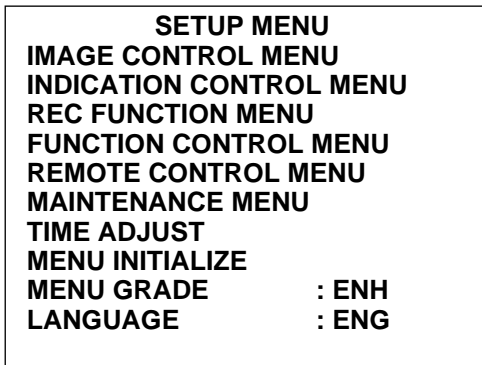 SETUP MENU
IMAGE CONTROL MENU
INDICATION CONTROL MENU
REC FUNCTION MENU
FUNCTION CONTROL MENU
REMOTE CONTROL MENU
MAINTENANCE MENU
TIME ADJUST
MENU INITIALIZE
MENU GRADE : ENH
LANGUAGE : ENG